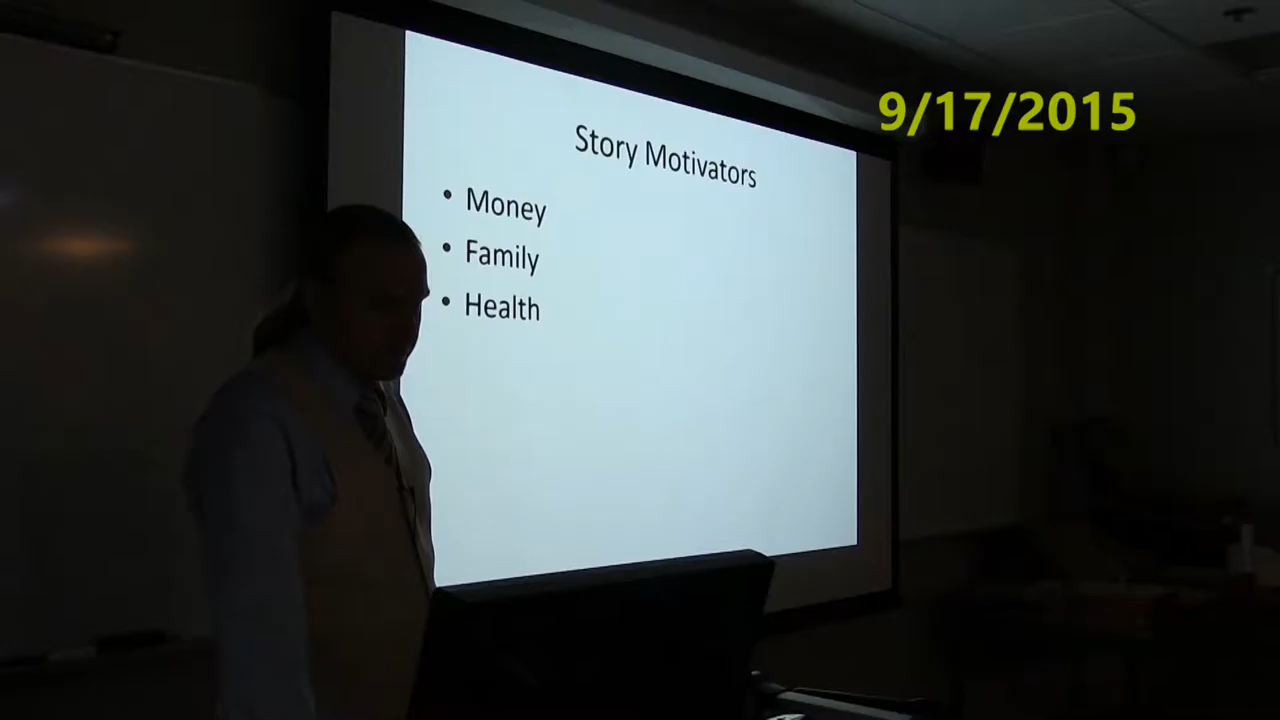 9/17/2015
Story Motivators
• Money
• Family
• Health